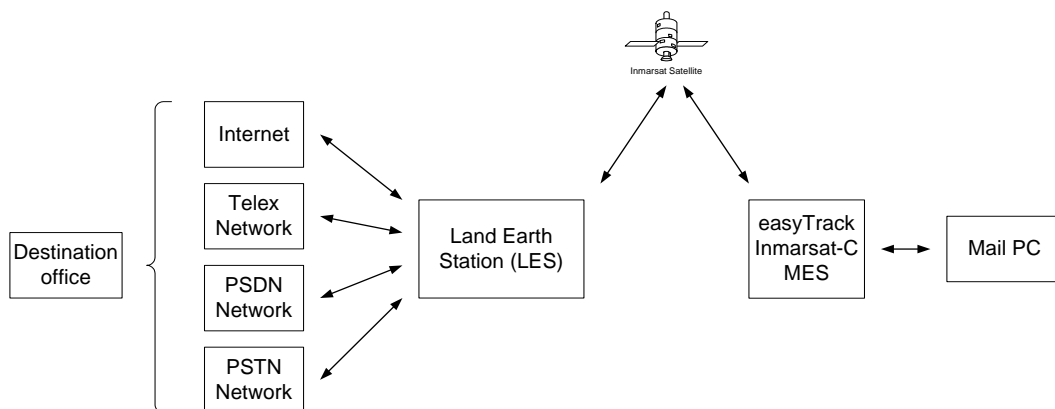 Inmarsat Satellite
Internet
Telex
Network
Destination
office
PSDN
Network
PSTN
Network
Land Earth
Station (LES)
easyTrack
Inmarsat-C
MES
Mail PC